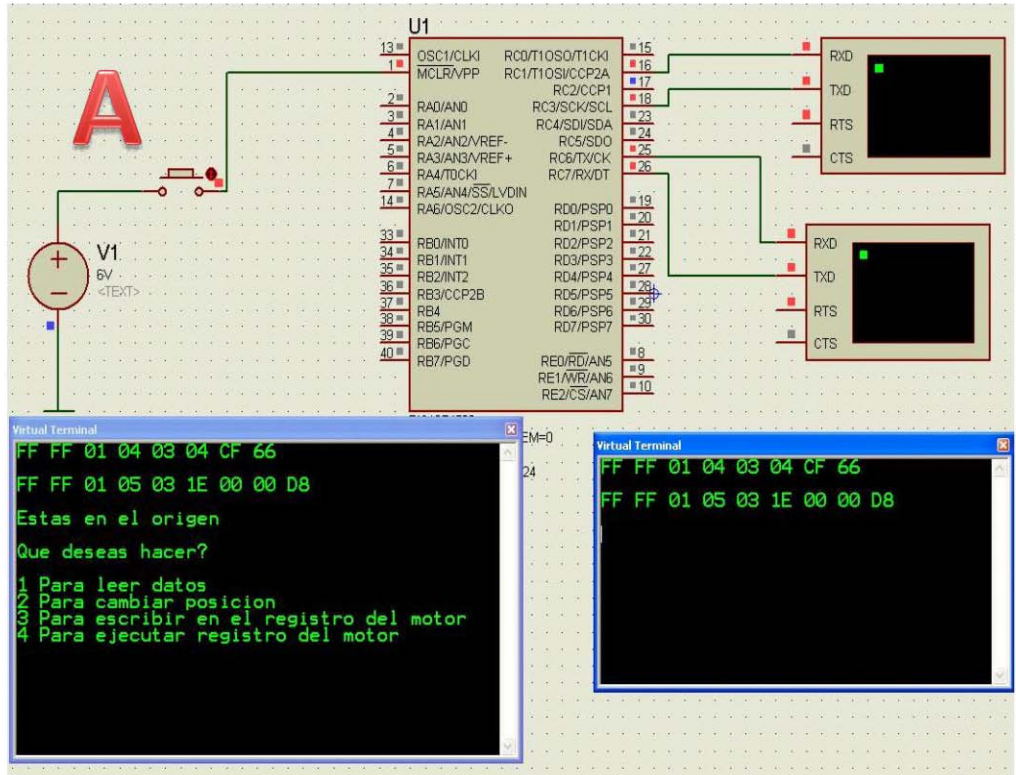 U1
13
OSC1/CLKI
1
MCLR/VPP
2
RA0/AN0
3
RA1/AN1
4
RA2/AN2/VREF-
5
RA3/AN3/VREF+
6
RA4/T0CKI
7
RA5/AN4/SS/LVDIN
14
RA6/OSC2/CLKO
33
RB0/INT0
34
RB1/INT1
35
RB2/INT2
36
RB3/CCP2B
37
RB4
38
RB5/PGM
39
RB6/PGC
40
RB7/PGD
RC0/T1OSO/T1CKI
15
RC1/T1OSI/CCP2A
16
RC2/CCP1
17
RC3/SCK/SCL
18
RC4/SDI/SDA
23
RC5/SDO
24
RC6/TX/CK
25
RC7/RX/DT
26
RD0/PSP0
19
RD1/PSP1
20
RD2/PSP2
21
RD3/PSP3
22
RD4/PSP4
27
RD5/PSP5
28
RD6/PSP6
29
RD7/PSP7
30
RE0/RD/AN5
8
RE1/WR/AN6
9
RE2/CS/AN7
10
RXD
TXD
RTS
CTS
RXD
TXD
RTS
CTS
A
V1
6V
<TEXT>
EM=0
24
Virtual Terminal
FF FF 01 04 03 04 CF 66
FF FF 01 05 03 1E 00 00 D8
Estas en el origen
Que deseas hacer?
1 Para leer datos
2 Para cambiar posicion
3 Para escribir en el registro del motor
4 Para ejecutar registro del motor
Virtual Terminal
FF FF 01 04 03 04 CF 66
FF FF 01 05 03 1E 00 00 D8